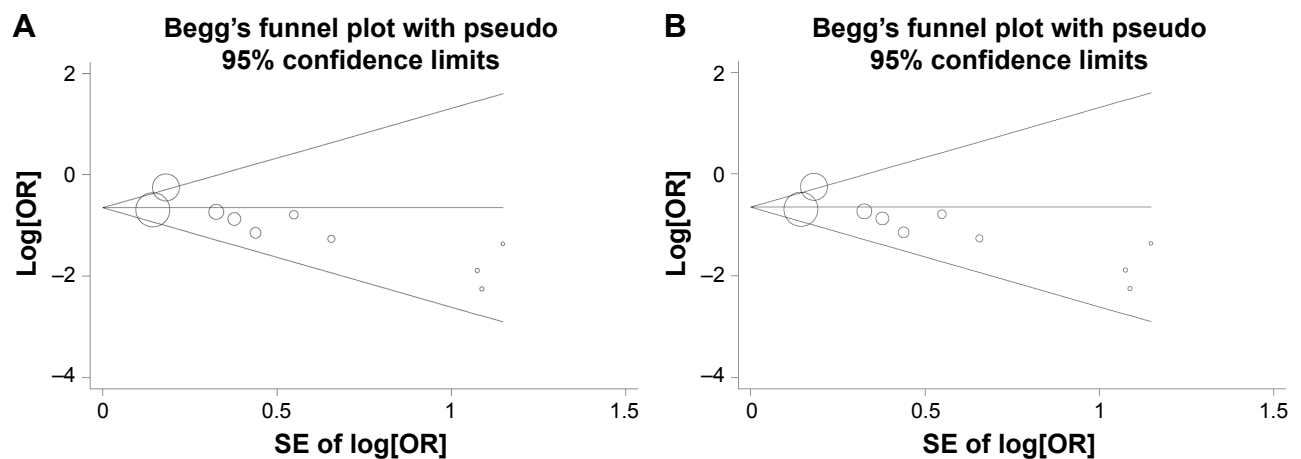 A
Begg’s funnel plot with pseudo
95% confidence limits
2
0
–2
–4
Log[OR]
0 0.5 1 1.5
SE of log[OR]
B
Begg’s funnel plot with pseudo
95% confidence limits
2
0
–2
–4
Log[OR]
0 0.5 1 1.5
SE of log[OR]